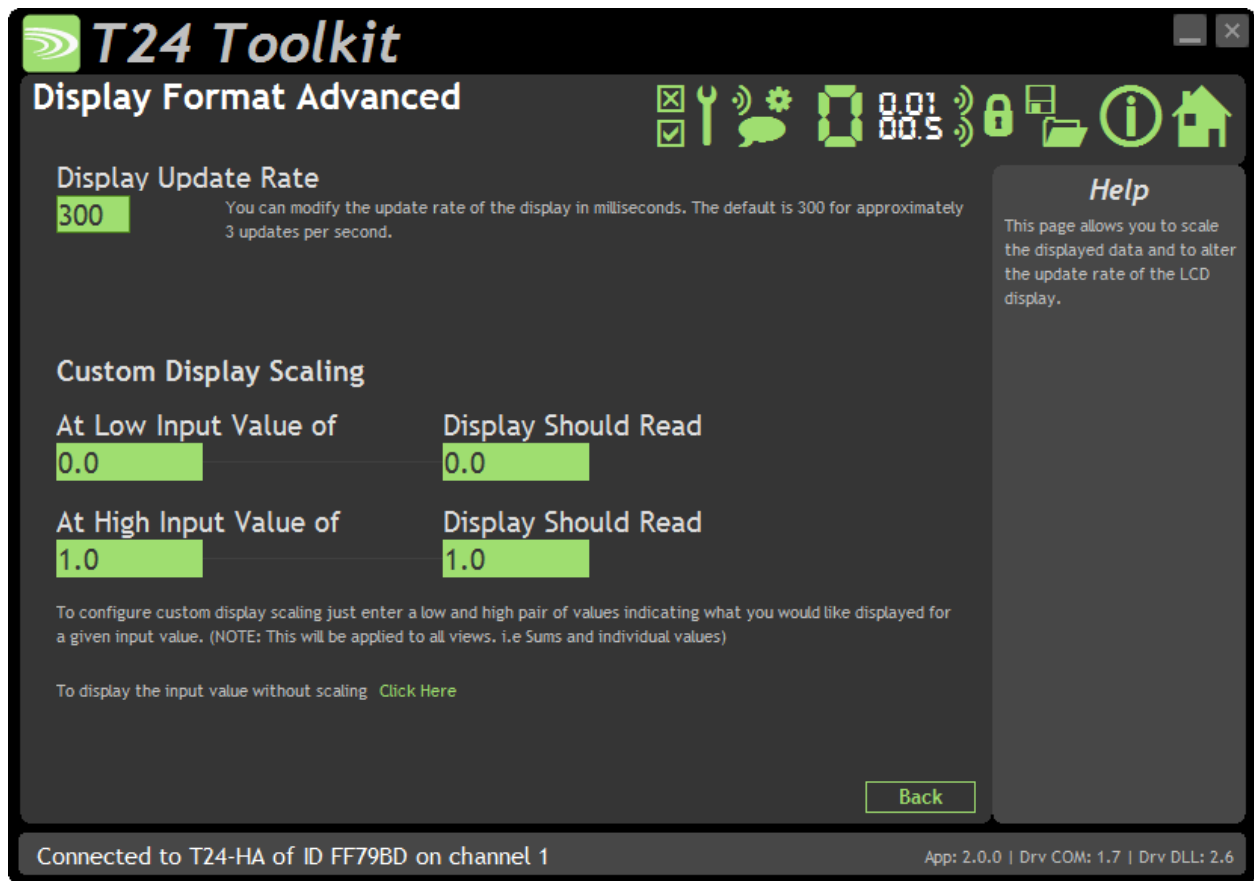 T24 Toolkit
Display Format Advanced
0.01
00.5
Display Update Rate
300
You can modify the update rate of the display in milliseconds. The default is 300 for approximately
3 updates per second.
Help
This page allows you to scale
the displayed data and to alter
the update rate of the LCD
display.
Custom Display Scaling
At Low Input Value of Display Should Read
0.0 0.0
At High Input Value of Display Should Read
1.0 1.0
To configure custom display scaling just enter a low and high pair of values indicating what you would like displayed for
a given input value. (NOTE: This will be applied to all views. i.e Sums and individual values)
To display the input value without scaling Click Here
Back
Connected to T24-HA of ID FF79BD on channel 1 App: 2.0.0 | Drv COM: 1.7 | Drv DLL: 2.6